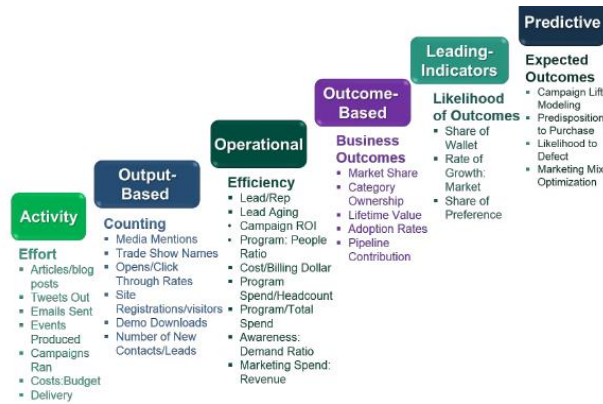 Activity
Effort
Articles/blog
posts
Tweets Out
Emails Sent
Events
Produced
Campaigns
Ran
Costs:Budget
Delivery
Output-
Based
Counting
Media Mentions
Trade Show Names
Opens/Click
Through Rates
Site
Registrations/visitors
Demo Downloads
Number of New
Contacts/Leads
Operational
Efficiency
Lead/Rep
Lead Aging
Campaign ROI
Program: People
Ratio
Cost/Billing Dollar
Program
Spend/Headcount
Program/Total
Spend
Awareness:
Demand Ratio
Marketing Spend:
Revenue
Outcome-
Based
Business
Outcomes
Market Share
Category
Ownership
Lifetime Value
Adoption Rates
Pipeline
Contribution
Leading-
Indicators
Likelihood
of Outcomes
Share of
Wallet
Rate of
Growth:
Market
Share of
Preference
Predictive
Expected
Outcomes
Campaign Lift
Modeling
Predisposition
to Purchase
Likelihood to
Defect
Marketing Mix
Optimization